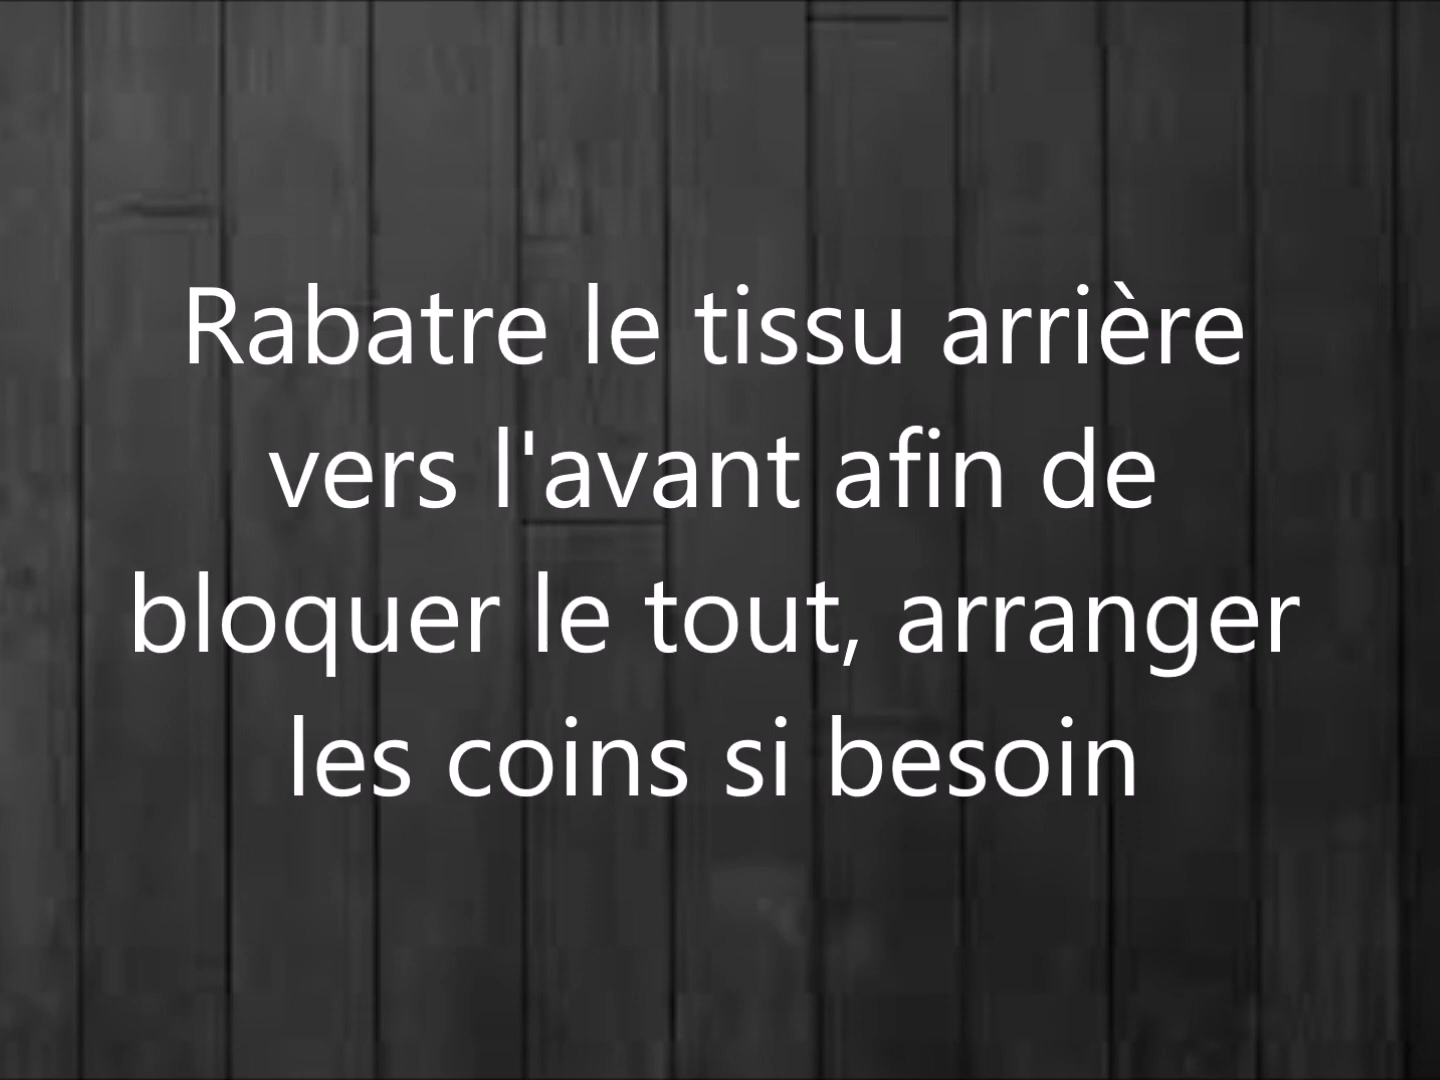 Rabatre le tissu arrière
vers l'avant afin de
bloquer le tout, arranger
les coins si besoin